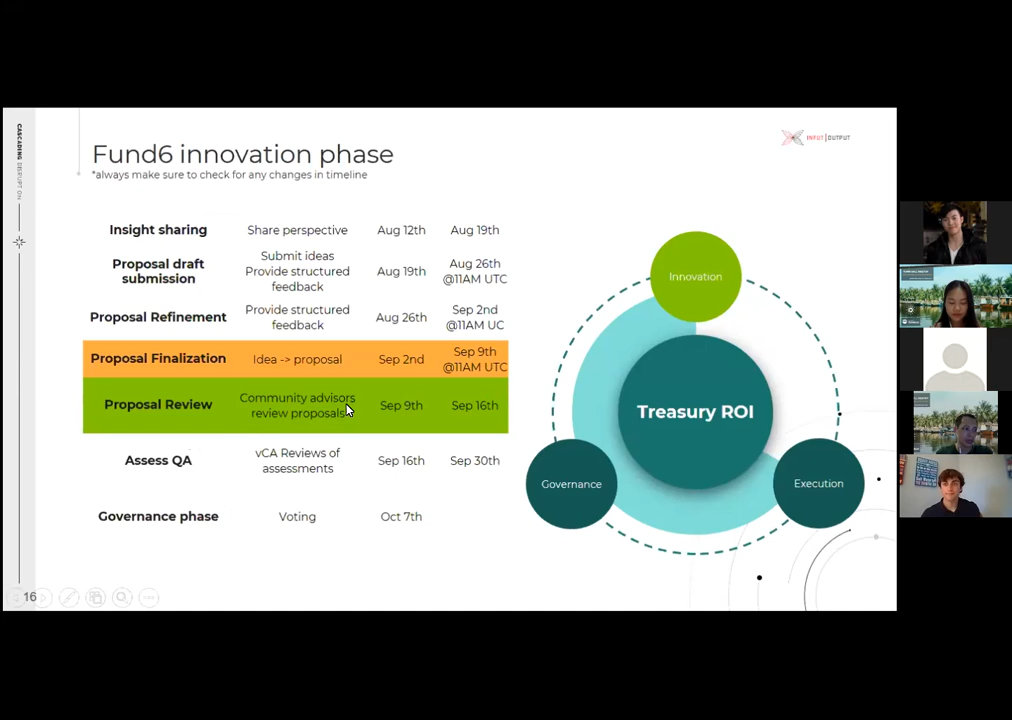 CASCADING DISRUPTION
INPUT | OUTPUT
Fund6 innovation phase
*always make sure to check for any changes in timeline
Insight sharing Share perspective Aug 12th Aug 19th
Proposal draft
submission
Submit ideas
Provide structured
feedback
Aug 19th
Aug 26th
@11AM UTC
Proposal Refinement
Provide structured
feedback
Aug 26th
Sep 2nd
@11AM UC
Proposal Finalization
Idea -> proposal
Sep 2nd
Sep 9th
@11AM UTC
Proposal Review
Community advisors
review proposals
Sep 9th
Sep 16th
Assess QA
vCA Reviews of
assessments
Sep 16th
Sep 30th
Governance phase
Voting
Oct 7th
Innovation
Treasury ROI
Governance
Execution
16